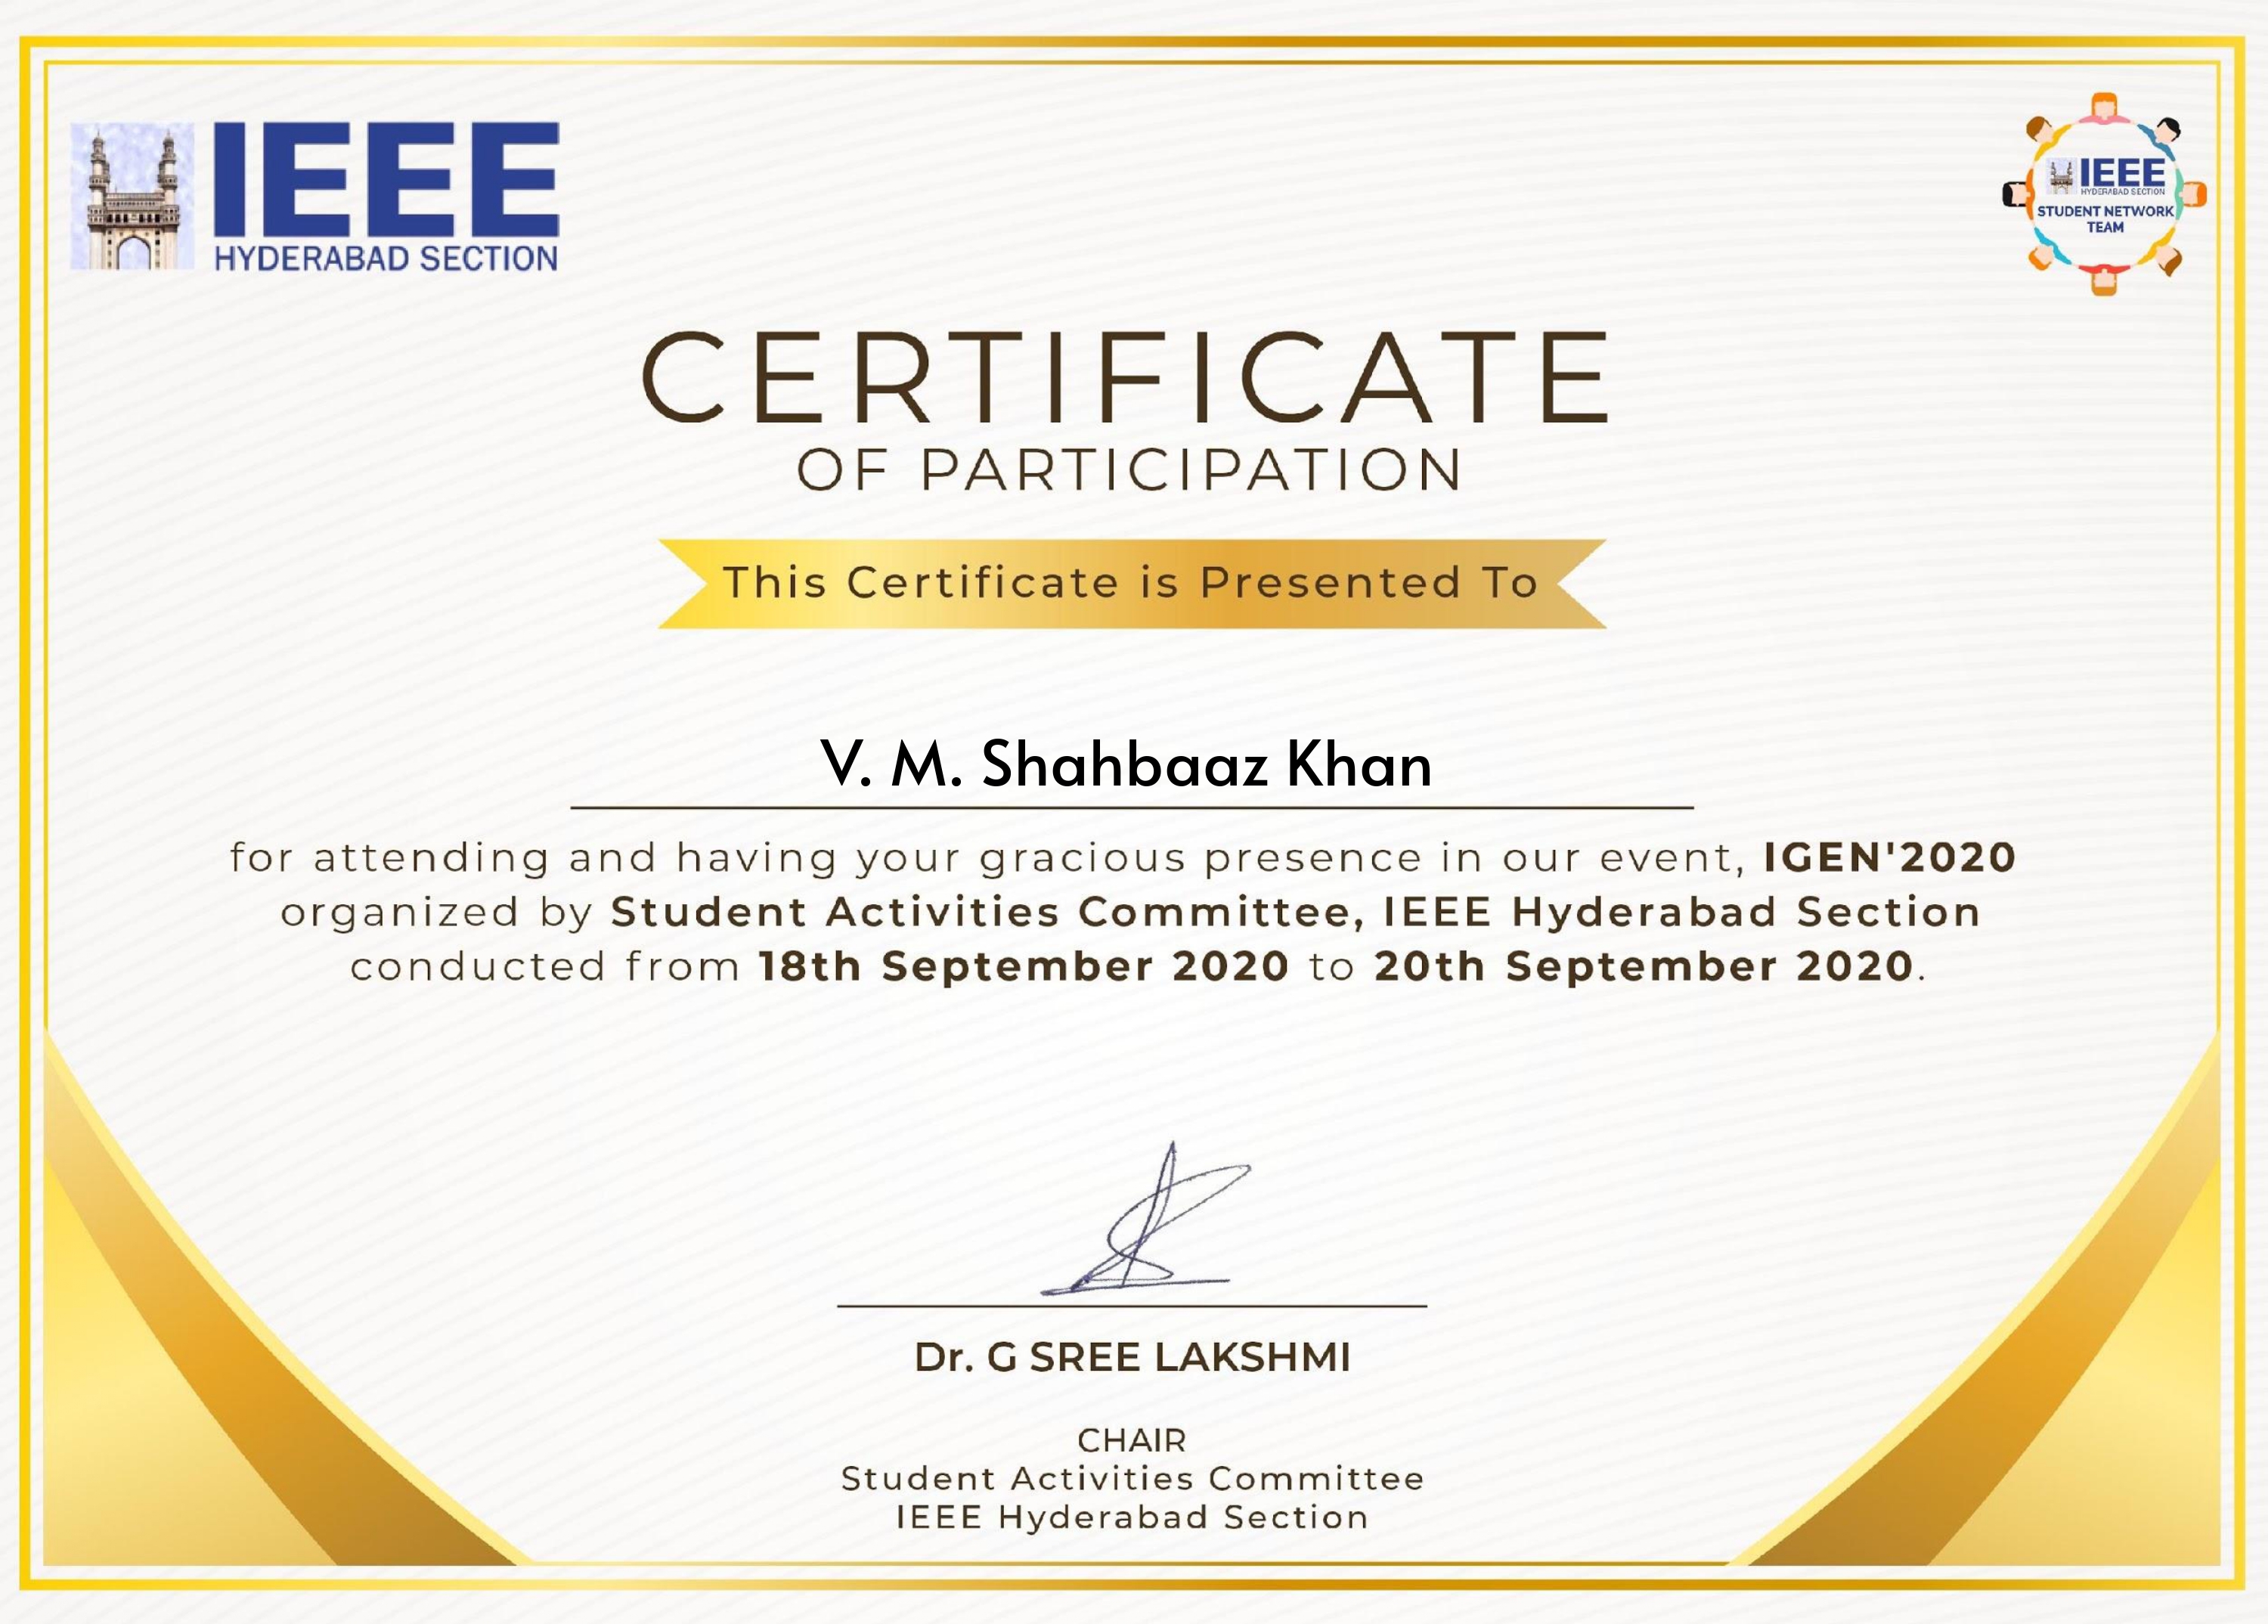 IEEE
HYDERABAD SECTION
IEEE
HYDERABAD SECTION
STUDENT NETWORK
TEAM
CERTIFICATE
OF PARTICIPATION
This Certificate is Presented To
V. M. Shahbaaz Khan
for attending and having your gracious presence in our event, IGEN'2020
organized by Student Activities Committee, IEEE Hyderabad Section
conducted from 18th September 2020 to 20th September 2020.
Dr. G SREE LAKSHMI
CHAIR
Student Activities Committee
IEEE Hyderabad Section